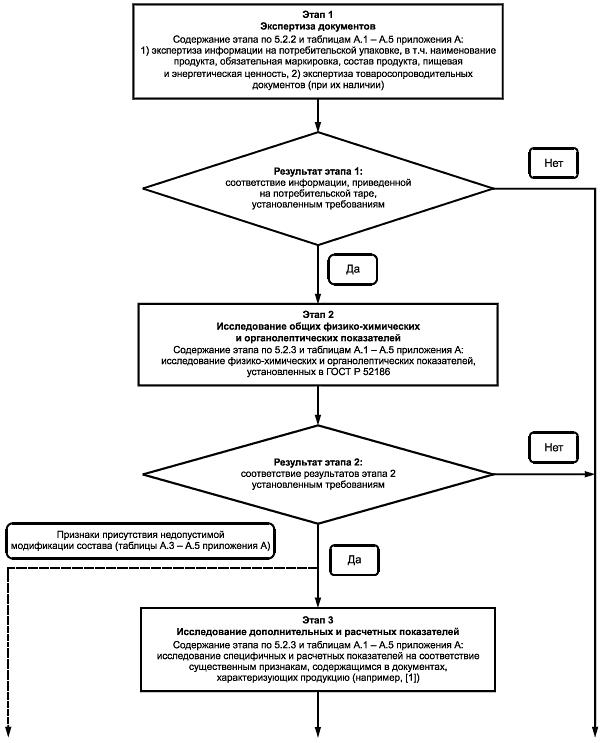 Этап 1
Экспертиза документов
Содержание этапа по 5.2.2 и таблицам А.1 – А.5 приложения А:
1) экспертиза информации на потребительской упаковке, в т.ч. наименование
продукта, обязательная маркировка, состав продукта, пищевая
и энергетическая ценность, 2) экспертиза товаросопроводительных
документов (при их наличии)
Нет
Результат этапа 1:
соответствие информации, приведенной
на потребительской таре,
установленным требованиям
Да
Этап 2
Исследование общих физико-химических
и органолептических показателей
Содержание этапа по 5.2.3 и таблицам А.1 – А.5 приложения А:
исследование физико-химических и органолептических показателей,
установленных в ГОСТ Р 52186
Нет
Результат этапа 2:
соответствие результатов этапа 2
установленным требованиям
Признаки присутствия недопустимой
модификации состава (таблицы А.3 – А.5 приложения А)
Да
Этап 3
Исследование дополнительных и расчетных показателей
Содержание этапа по 5.2.3 и таблицам А.1 – А.5 приложения А:
исследование специфичных и расчетных показателей на соответствие
существенным признакам, содержащимся в документах,
характеризующих продукцию (например, [1])